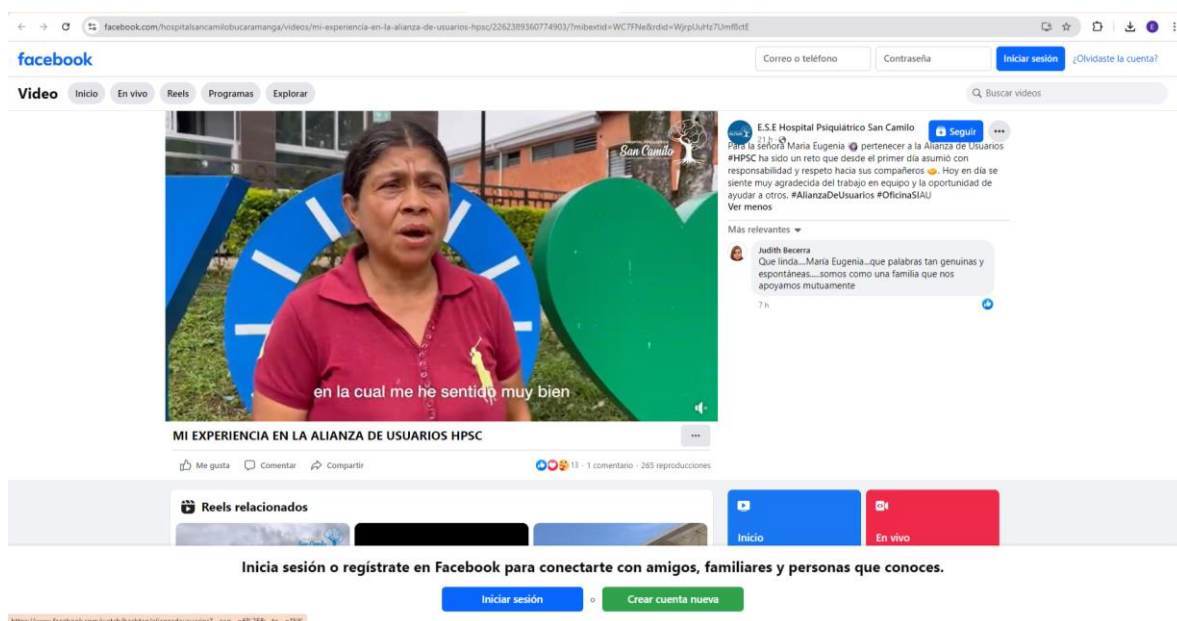 facebook.com/hospitalsancamilobucaramanga/videos/mi-experiencia-en-la-alianza-de-usuarios-hpsc/2262389360774903/?mibextid=WC7FNe&rdid=WjrpUuHz7Umf8ctE
facebook
Correo o teléfono
Contraseña
Iniciar sesión
¿Olvidaste la cuenta?
Video Inicio En vivo Reels Programas Explorar
Buscar videos
San Camilo
en la cual me he sentido muy bien
MI EXPERIENCIA EN LA ALIANZA DE USUARIOS HPSC
Me gusta Comentar Compartir
13 · 1 comentario · 265 reproducciones
E.S.E Hospital Psiquiátrico San Camilo
Seguir
21 h
Para la señora Maria Eugenia pertenecer a la Alianza de Usuarios
#HPSC ha sido un reto que desde el primer día asumió con
responsabilidad y respeto hacia sus compañeros. Hoy en día se
siente muy agradecida del trabajo en equipo y la oportunidad de
ayudar a otros. #AlianzaDeUsuarios #OficinaSIAU
Ver menos
Más relevantes
Judith Becerra
Que linda....María Eugenia...que palabras tan genuinas y
espontáneas.....somos como una familia que nos
apoyamos mutuamente
7 h
Reels relacionados
San Camilo
Inicio
En vivo
Inicia sesión o regístrate en Facebook para conectarte con amigos, familiares y personas que conoces.
Iniciar sesión o Crear cuenta nueva